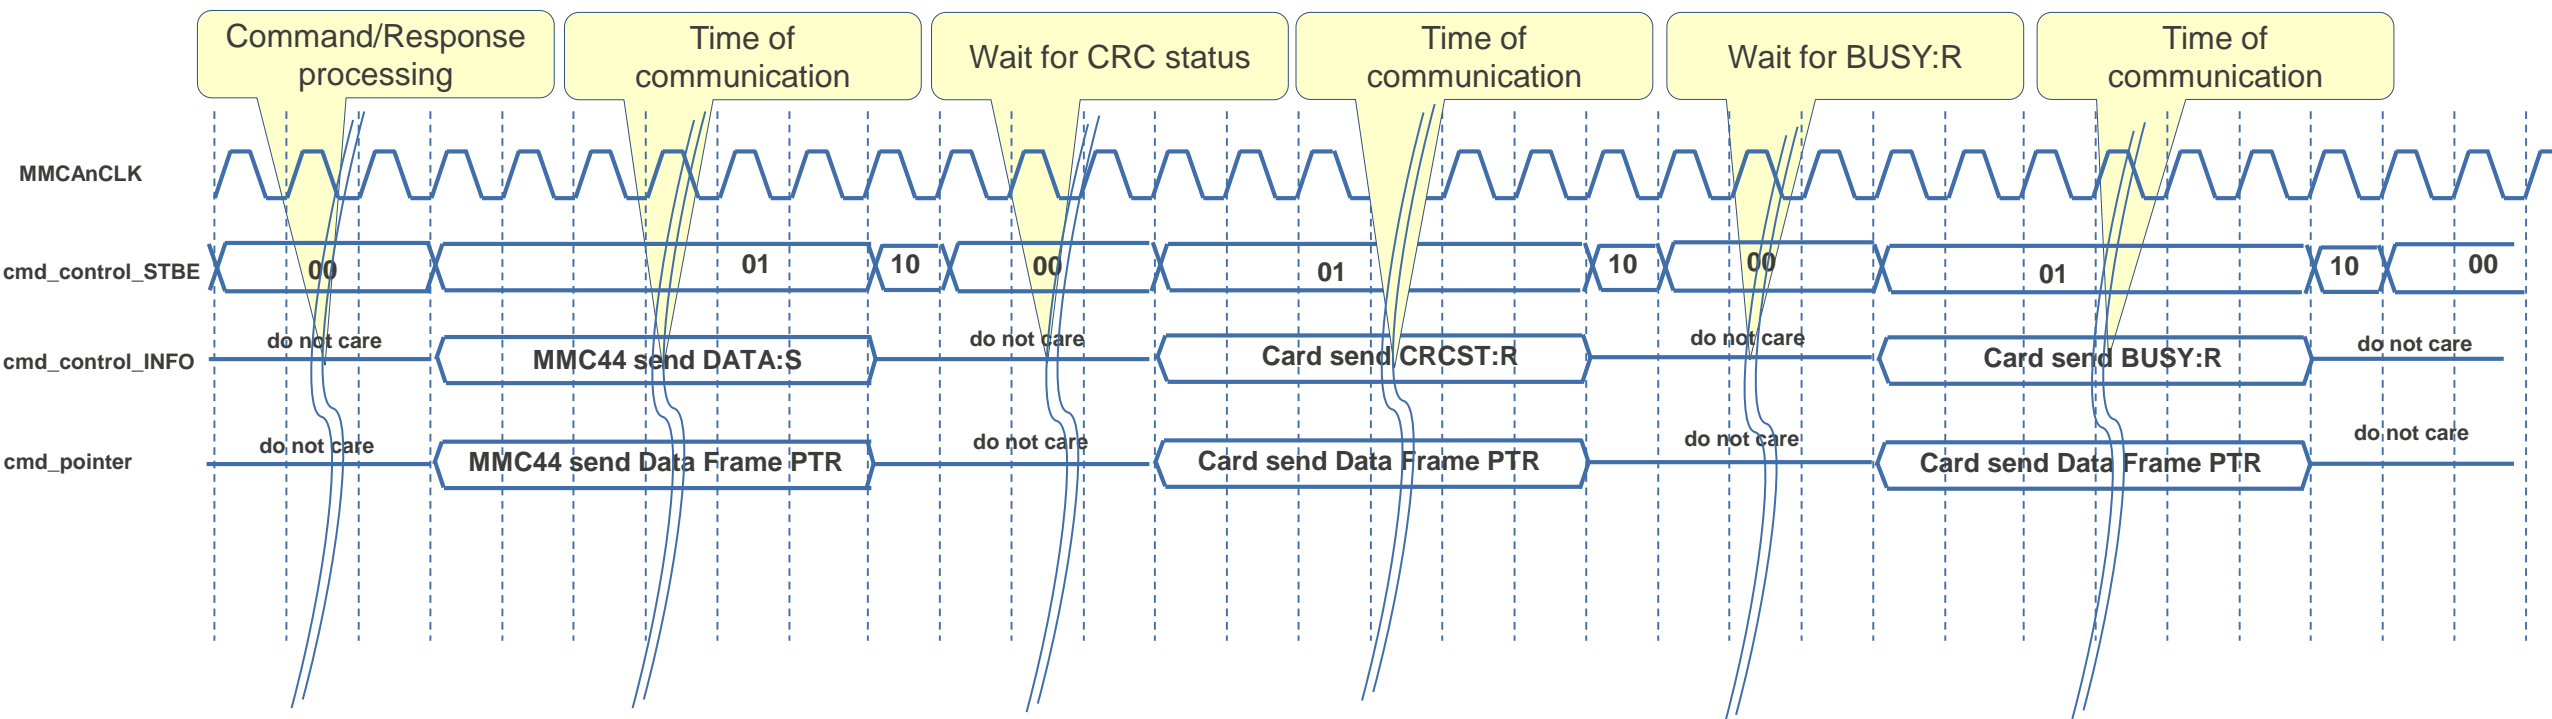 Command/Response
processing
Time of
communication
Wait for CRC status
Time of
communication
Wait for BUSY:R
Time of
communication
MMCAnCLK
cmd_control_STBE
00
01
10
00
01
10
00
01
10
00
cmd_control_INFO
do not care
MMC44 send DATA:S
do not care
Card send CRCST:R
do not care
Card send BUSY:R
do not care
cmd_pointer
do not care
MMC44 send Data Frame PTR
do not care
Card send Data Frame PTR
do not care
Card send Data Frame PTR
do not care